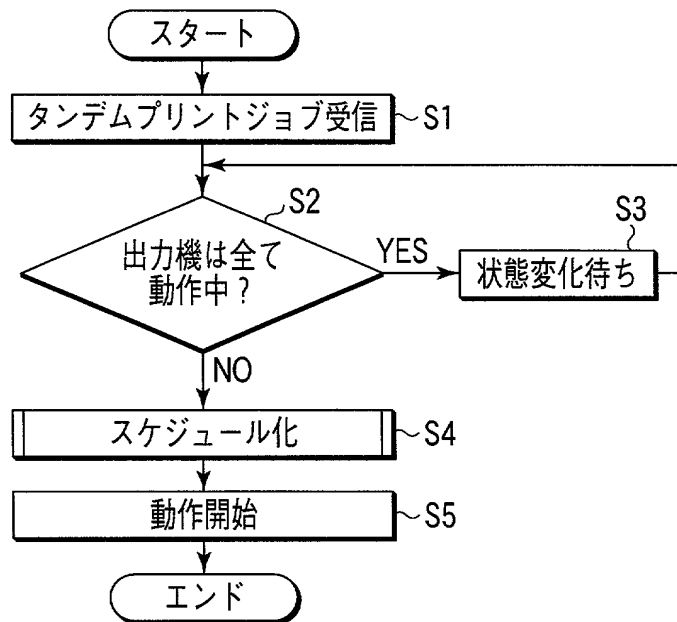 スタート
タンデムプリントジョブ受信
S1
S2
出力機は全て
動作中?
YES
S3
状態変化待ち
NO
スケジュール化
S4
動作開始
S5
エンド